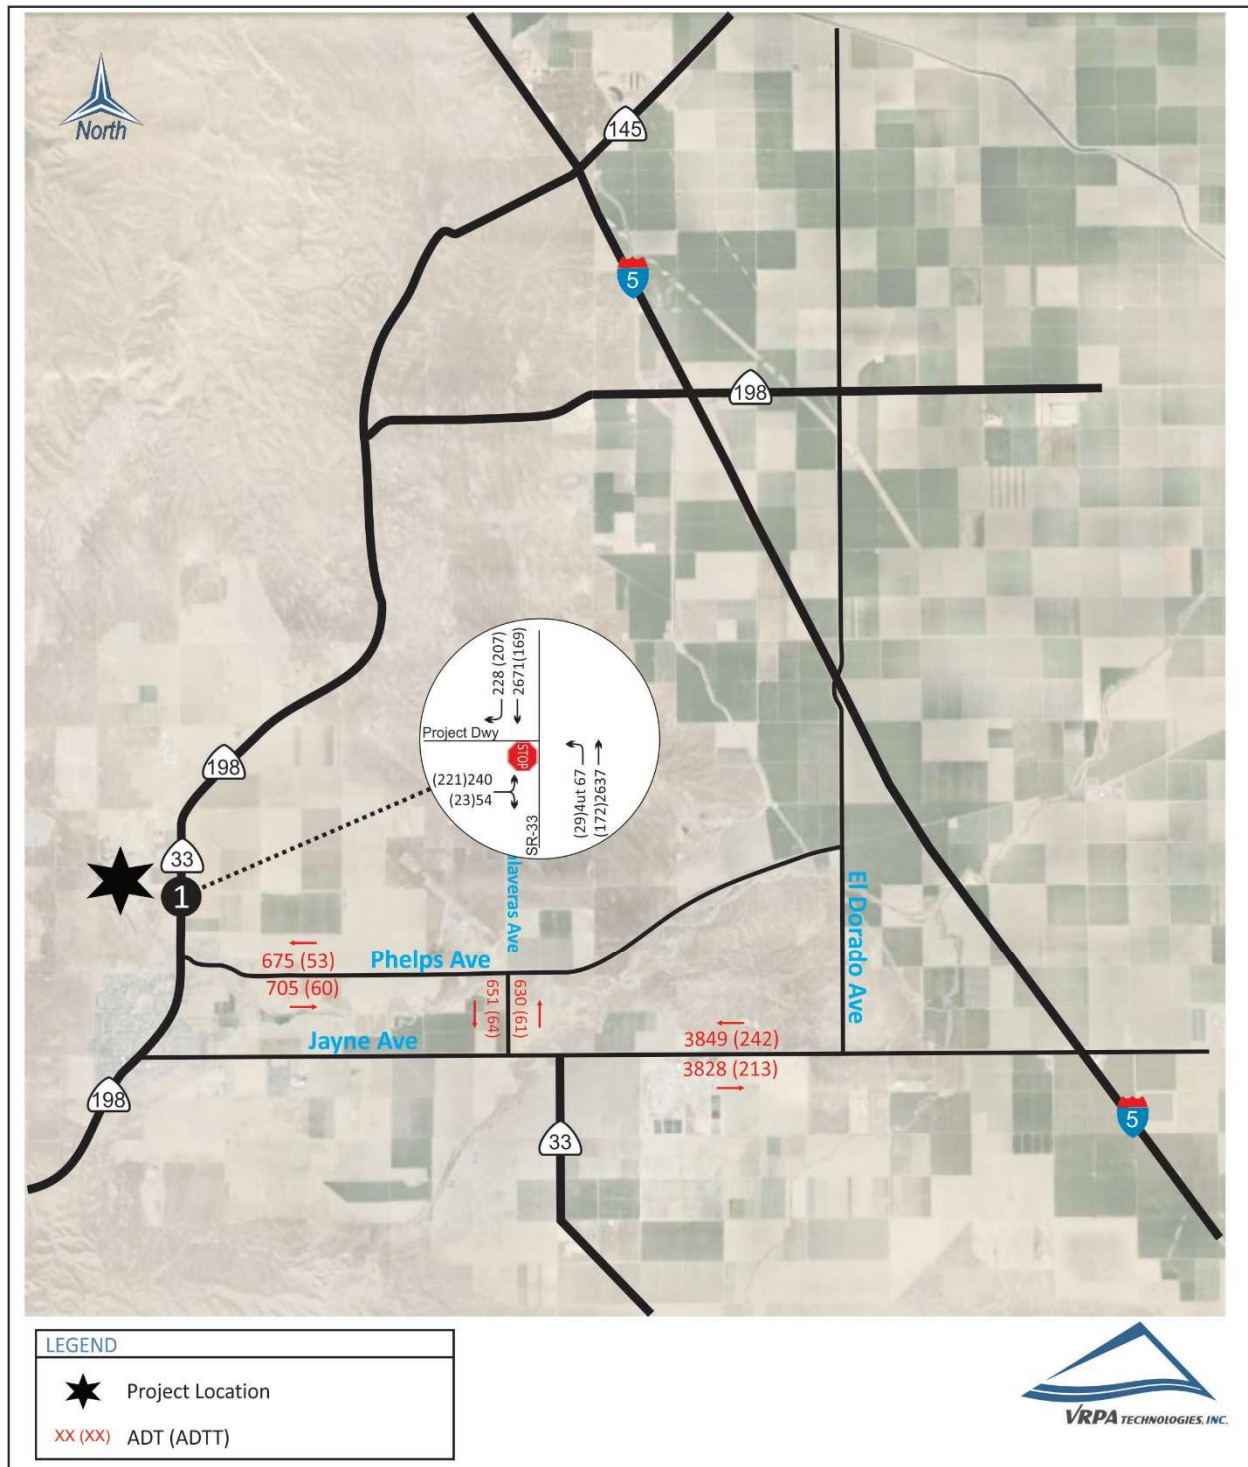 North
145
5
198
228 (207)
2671(169)
Project Dwy
STOP
(221)240
(23)54
SR-33
(29)4ut 67
(172)2637
198
33
1
laveras Ave
El Dorado Ave
675 (53)
Phelps Ave
705 (60)
651 (64)
630 (61)
Jayne Ave
3849 (242)
3828 (213)
198
33
5
LEGEND
Project Location
XX (XX) ADT (ADTT)
VRPA TECHNOLOGIES, INC.